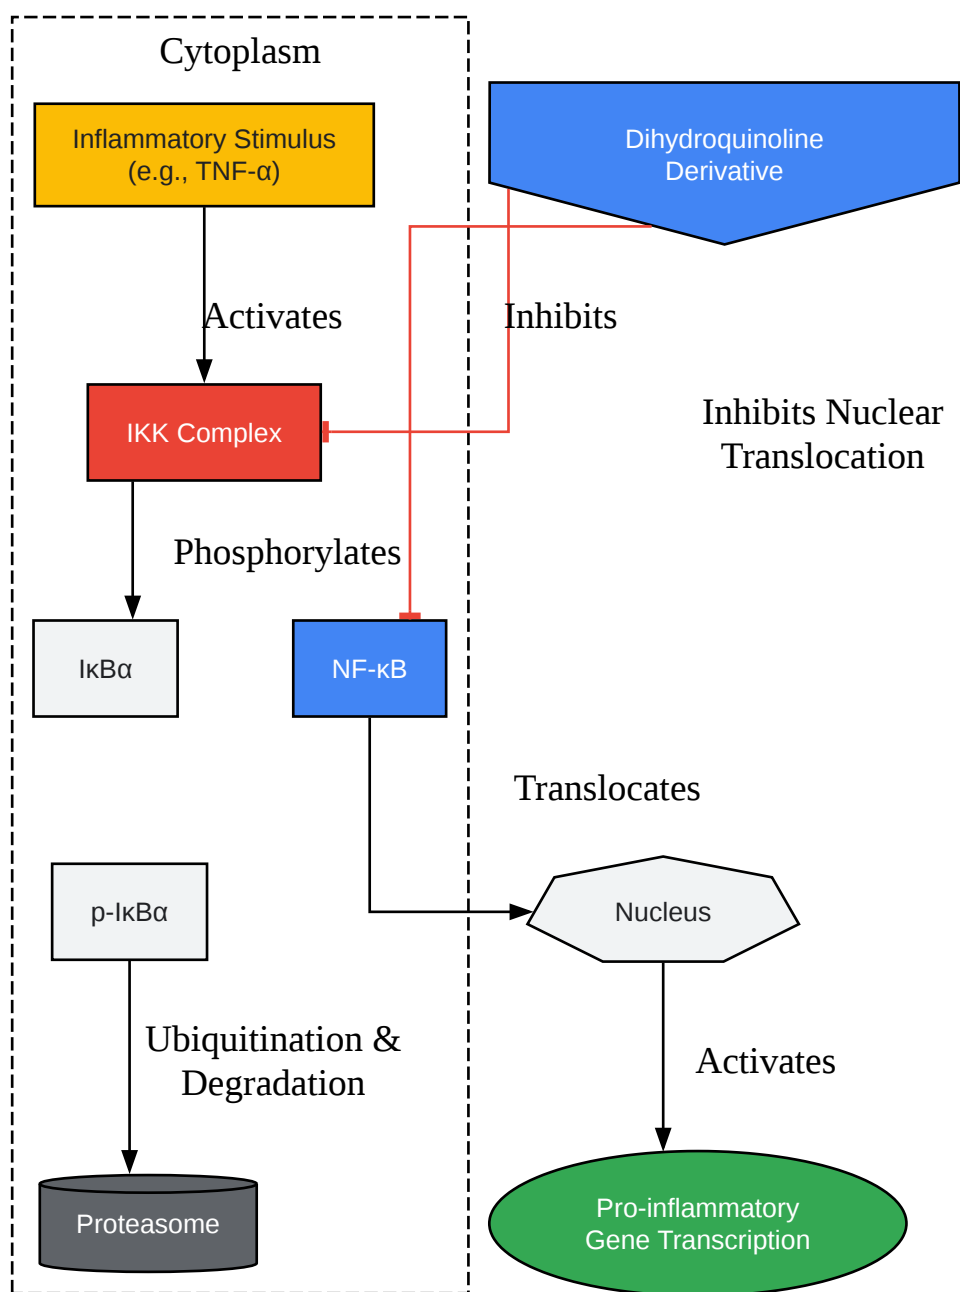 Cytoplasm
Inflammatory Stimulus
(e.g., TNF-α)
Dihydroquinoline
Derivative
Activates
Inhibits
Inhibits Nuclear
Translocation
IKK Complex
Phosphorylates
IκBα
NF-κB
Translocates
p-IκBα
Nucleus
Ubiquitination &
Degradation
Activates
Proteasome
Pro-inflammatory
Gene Transcription